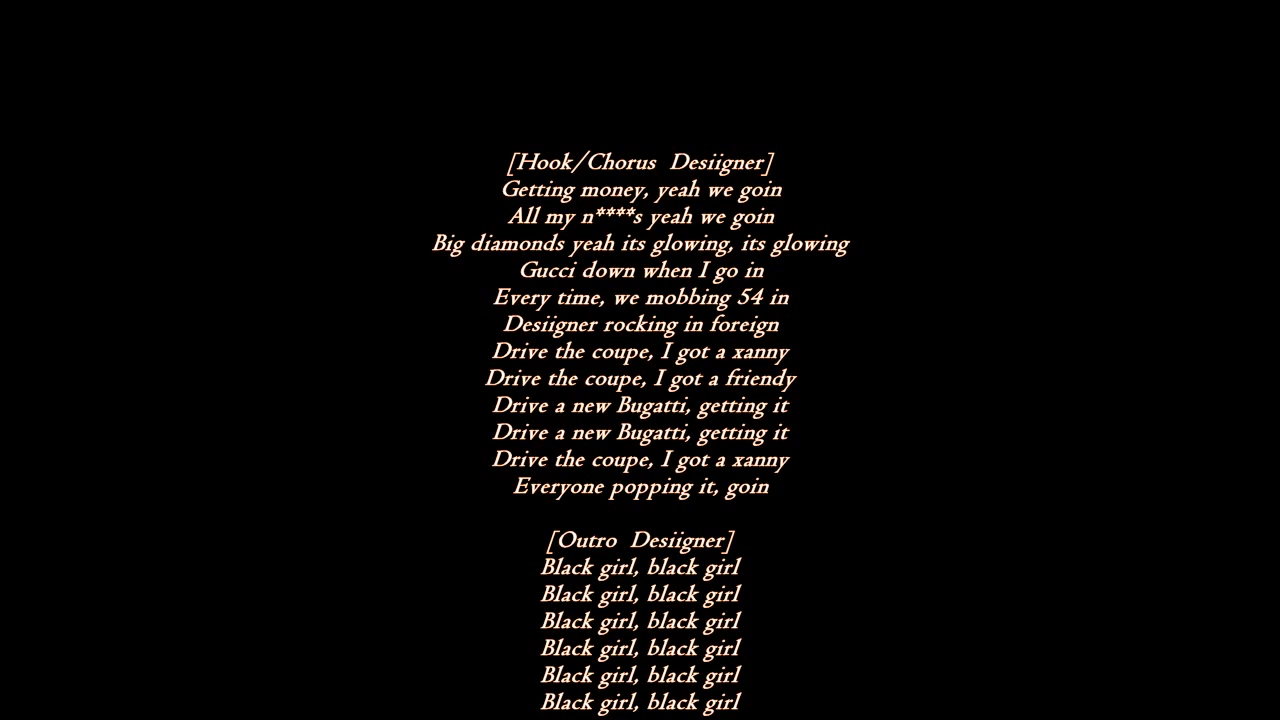 [Hook/Chorus  Desiigner]
Getting money, yeah we goin
All my n****s yeah we goin
Big diamonds yeah its glowing, its glowing
Gucci down when I go in
Every time, we mobbing 54 in
Desiigner rocking in foreign
Drive the coupe, I got a xanny
Drive the coupe, I got a friendy
Drive a new Bugatti, getting it
Drive a new Bugatti, getting it
Drive the coupe, I got a xanny
Everyone popping it, goin

[Outro  Desiigner]
Black girl, black girl
Black girl, black girl
Black girl, black girl
Black girl, black girl
Black girl, black girl
Black girl, black girl